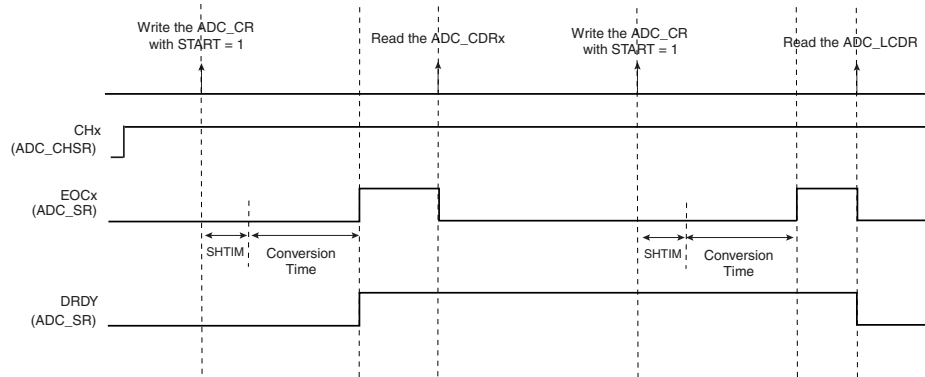 Write the ADC_CR
with START = 1
Read the ADC_CDRx
Write the ADC_CR
with START = 1
Read the ADC_LCDR
CHx
(ADC_CHSR)
EOCx
(ADC_SR)
SHTIM
Conversion
Time
SHTIM
Conversion
Time
DRDY
(ADC_SR)